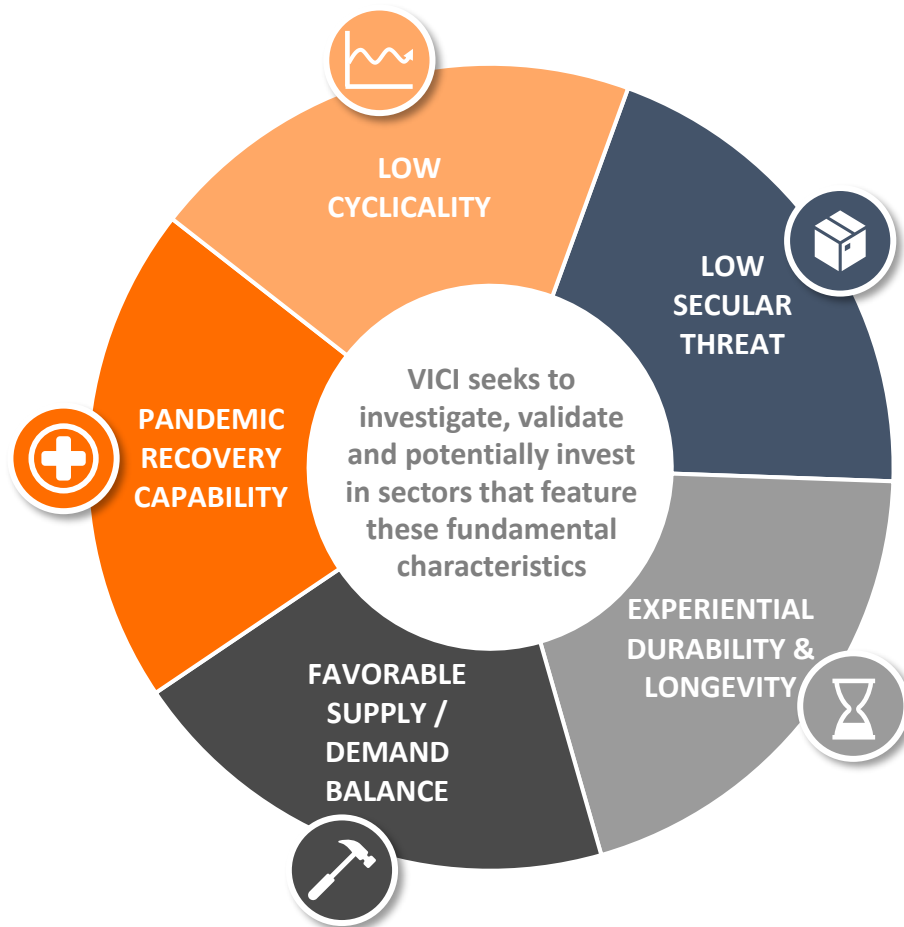 LOW
CYCLICALITY
LOW
SECULAR
THREAT
EXPERIENTIAL
DURABILITY &
LONGEVITY
FAVORABLE
SUPPLY /
DEMAND
BALANCE
PANDEMIC
RECOVERY
CAPABILITY
VICI seeks to
investigate, validate
and potentially invest
in sectors that feature
these fundamental
characteristics